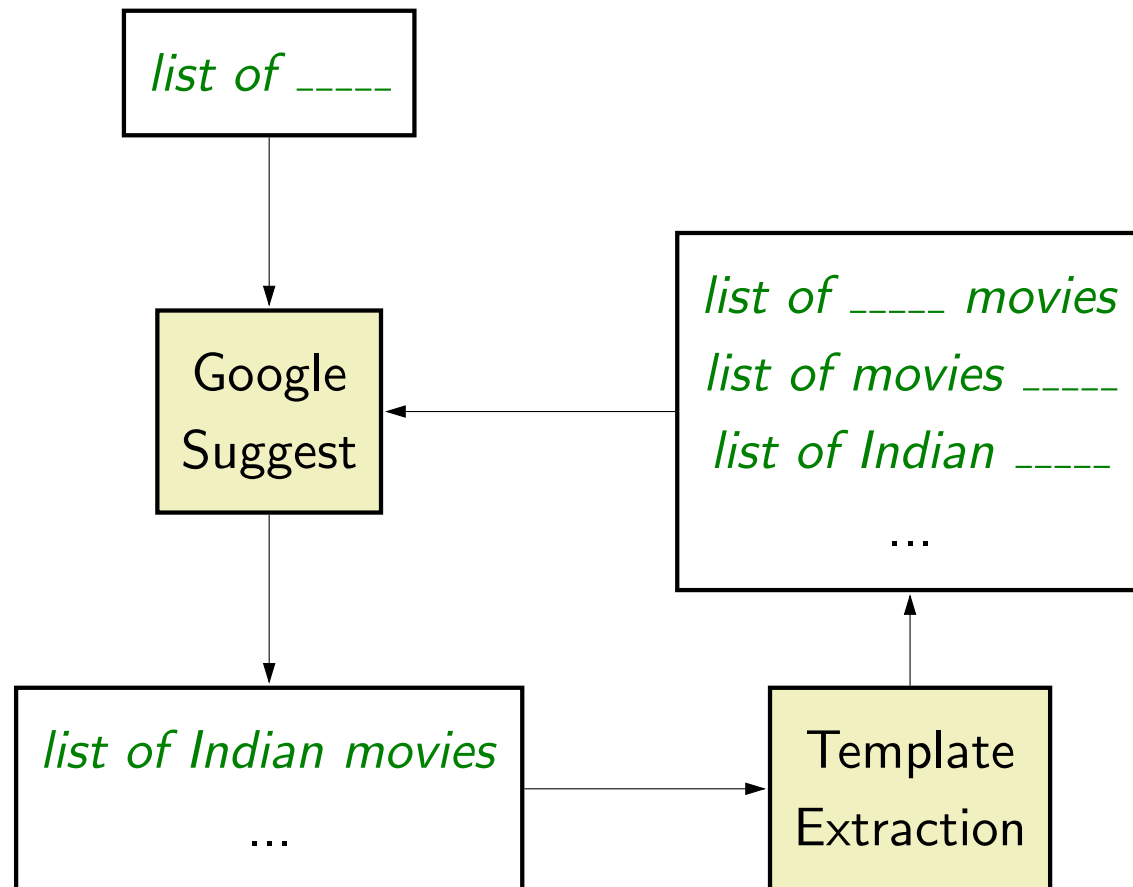 list of _____
Google
Suggest
list of _____ movies
list of movies _____
list of Indian _____
...
list of Indian movies
...
Template
Extraction